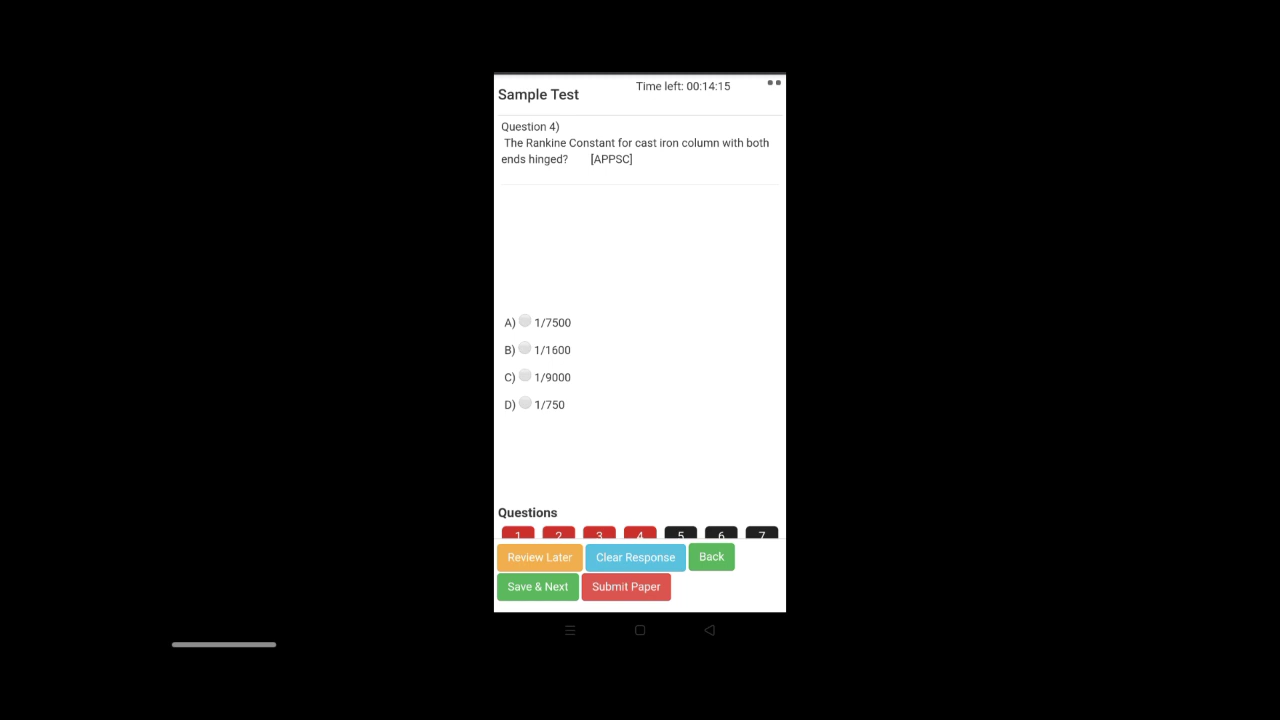 Time left: 00:14:15
Sample Test
Question 4)
The Rankine Constant for cast iron column with both
ends hinged? [APPSC]
A) 1/7500
B) 1/1600
C) 1/9000
D) 1/750
Questions
1 2 3 4 5 6 7
Review Later Clear Response Back
Save & Next Submit Paper